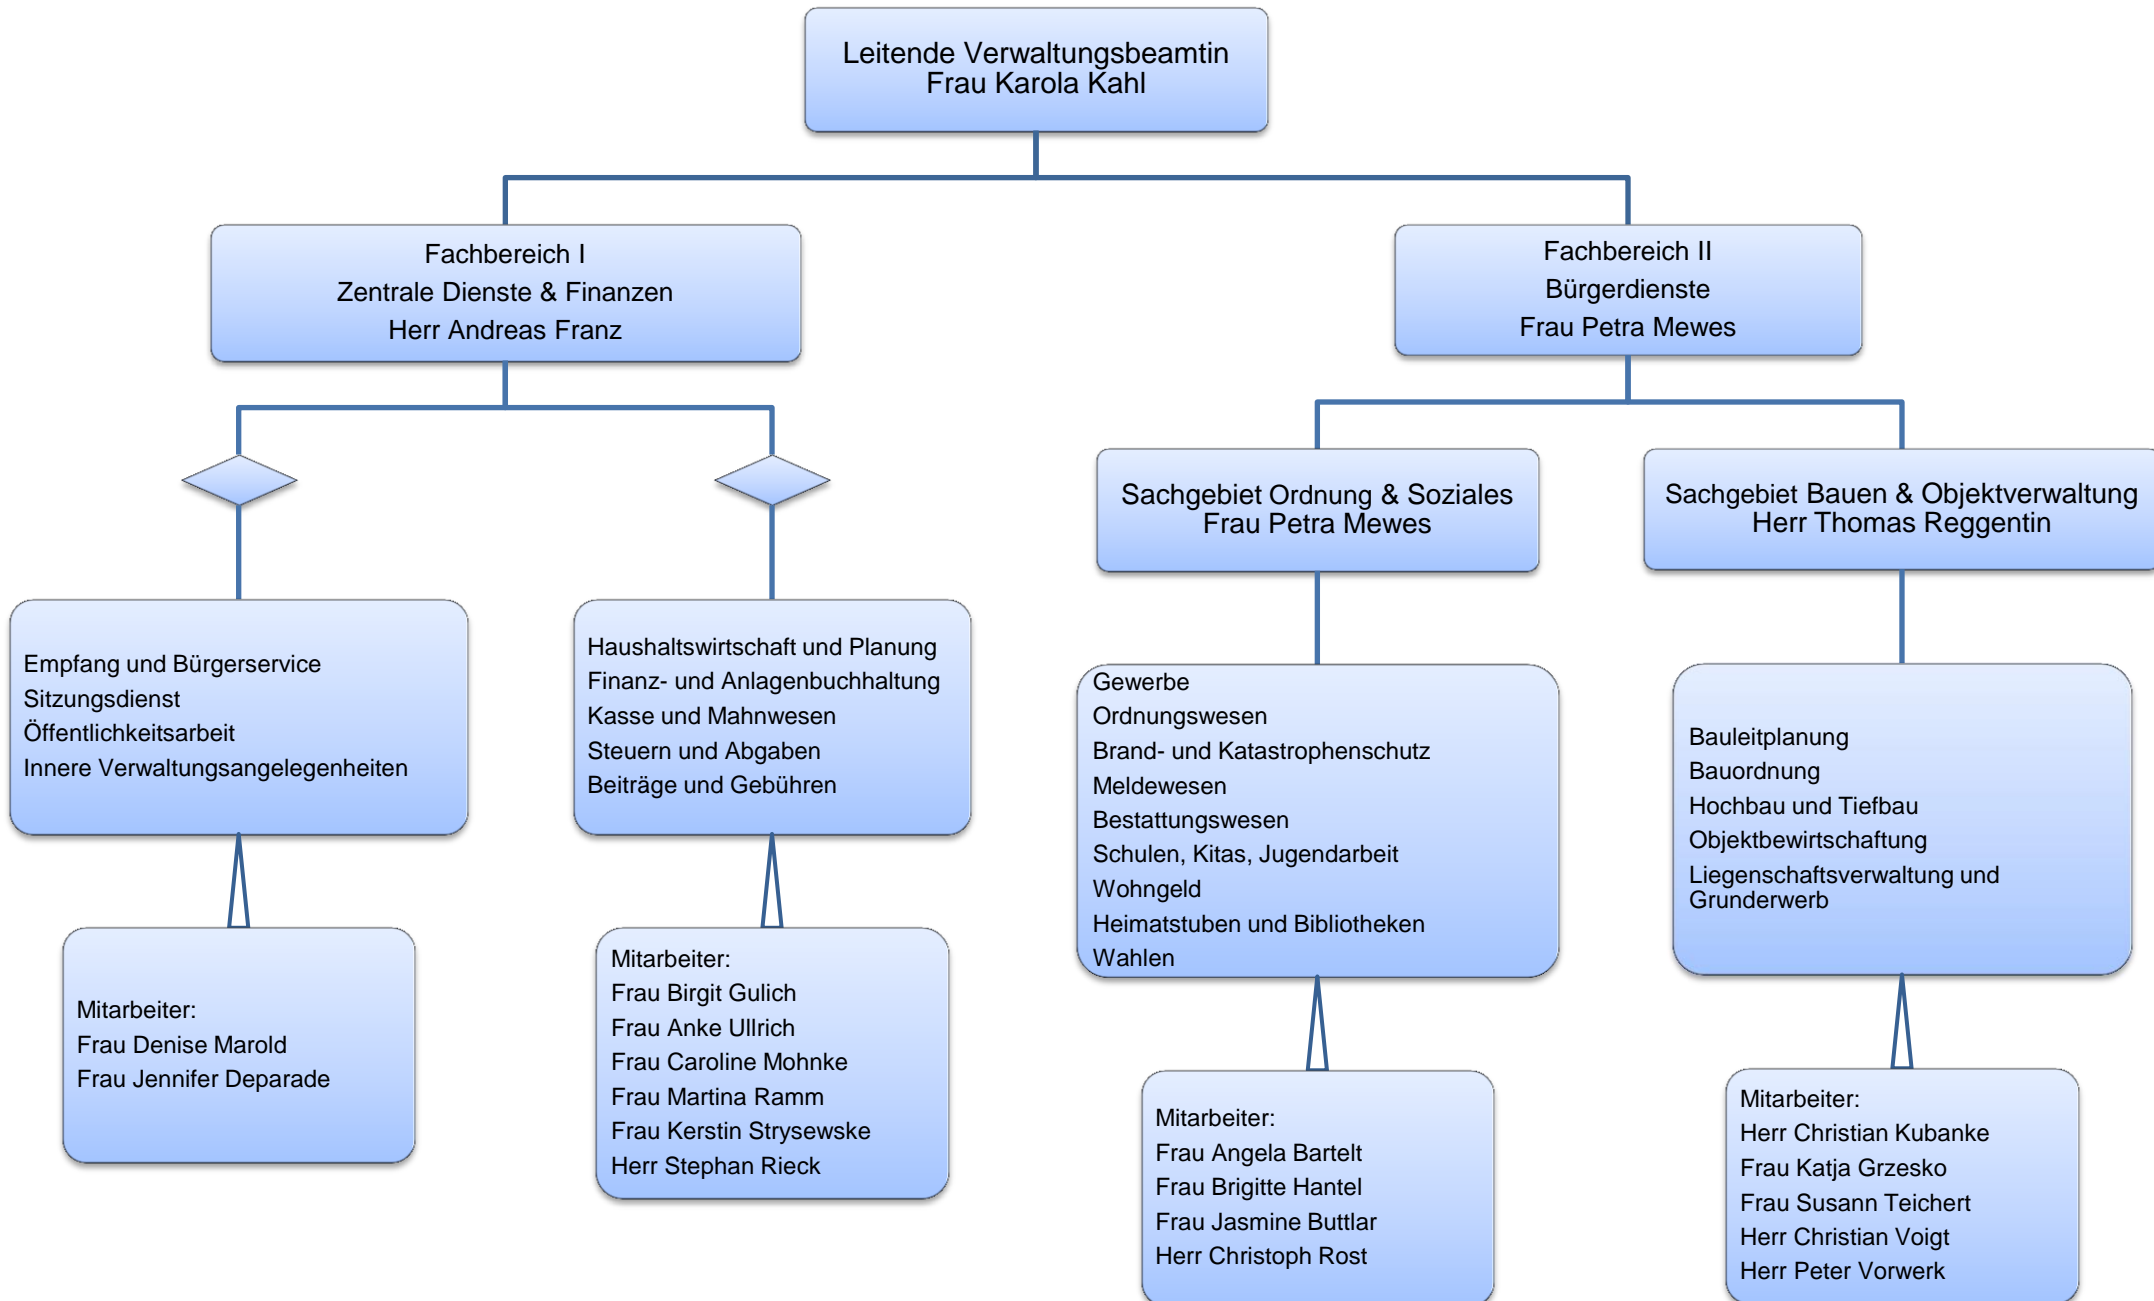 Leitende Verwaltungsbeamtin
Frau Karola Kahl
Fachbereich I
Zentrale Dienste & Finanzen
Herr Andreas Franz
Fachbereich II
Bürgerdienste
Frau Petra Mewes
Sachgebiet Ordnung & Soziales
Frau Petra Mewes
Sachgebiet Bauen & Objektverwaltung
Herr Thomas Reggentin
Empfang und Bürgerservice
Sitzungsdienst
Öffentlichkeitsarbeit
Innere Verwaltungsangelegenheiten
Haushaltswirtschaft und Planung
Finanz- und Anlagenbuchhaltung
Kasse und Mahnwesen
Steuern und Abgaben
Beiträge und Gebühren
Gewerbe
Ordnungswesen
Brand- und Katastrophenschutz
Meldewesen
Bestattungswesen
Schulen, Kitas, Jugendarbeit
Wohngeld
Heimatstuben und Bibliotheken
Wahlen
Bauleitplanung
Bauordnung
Hochbau und Tiefbau
Objektbewirtschaftung
Liegenschaftsverwaltung und
Grunderwerb
Mitarbeiter:
Frau Denise Marold
Frau Jennifer Deparade
Mitarbeiter:
Frau Birgit Gulich
Frau Anke Ullrich
Frau Caroline Mohnke
Frau Martina Ramm
Frau Kerstin Strysewske
Herr Stephan Rieck
Mitarbeiter:
Frau Angela Bartelt
Frau Brigitte Hantel
Frau Jasmine Buttlar
Herr Christoph Rost
Mitarbeiter:
Herr Christian Kubanke
Frau Katja Grzesko
Frau Susann Teichert
Herr Christian Voigt
Herr Peter Vorwerk